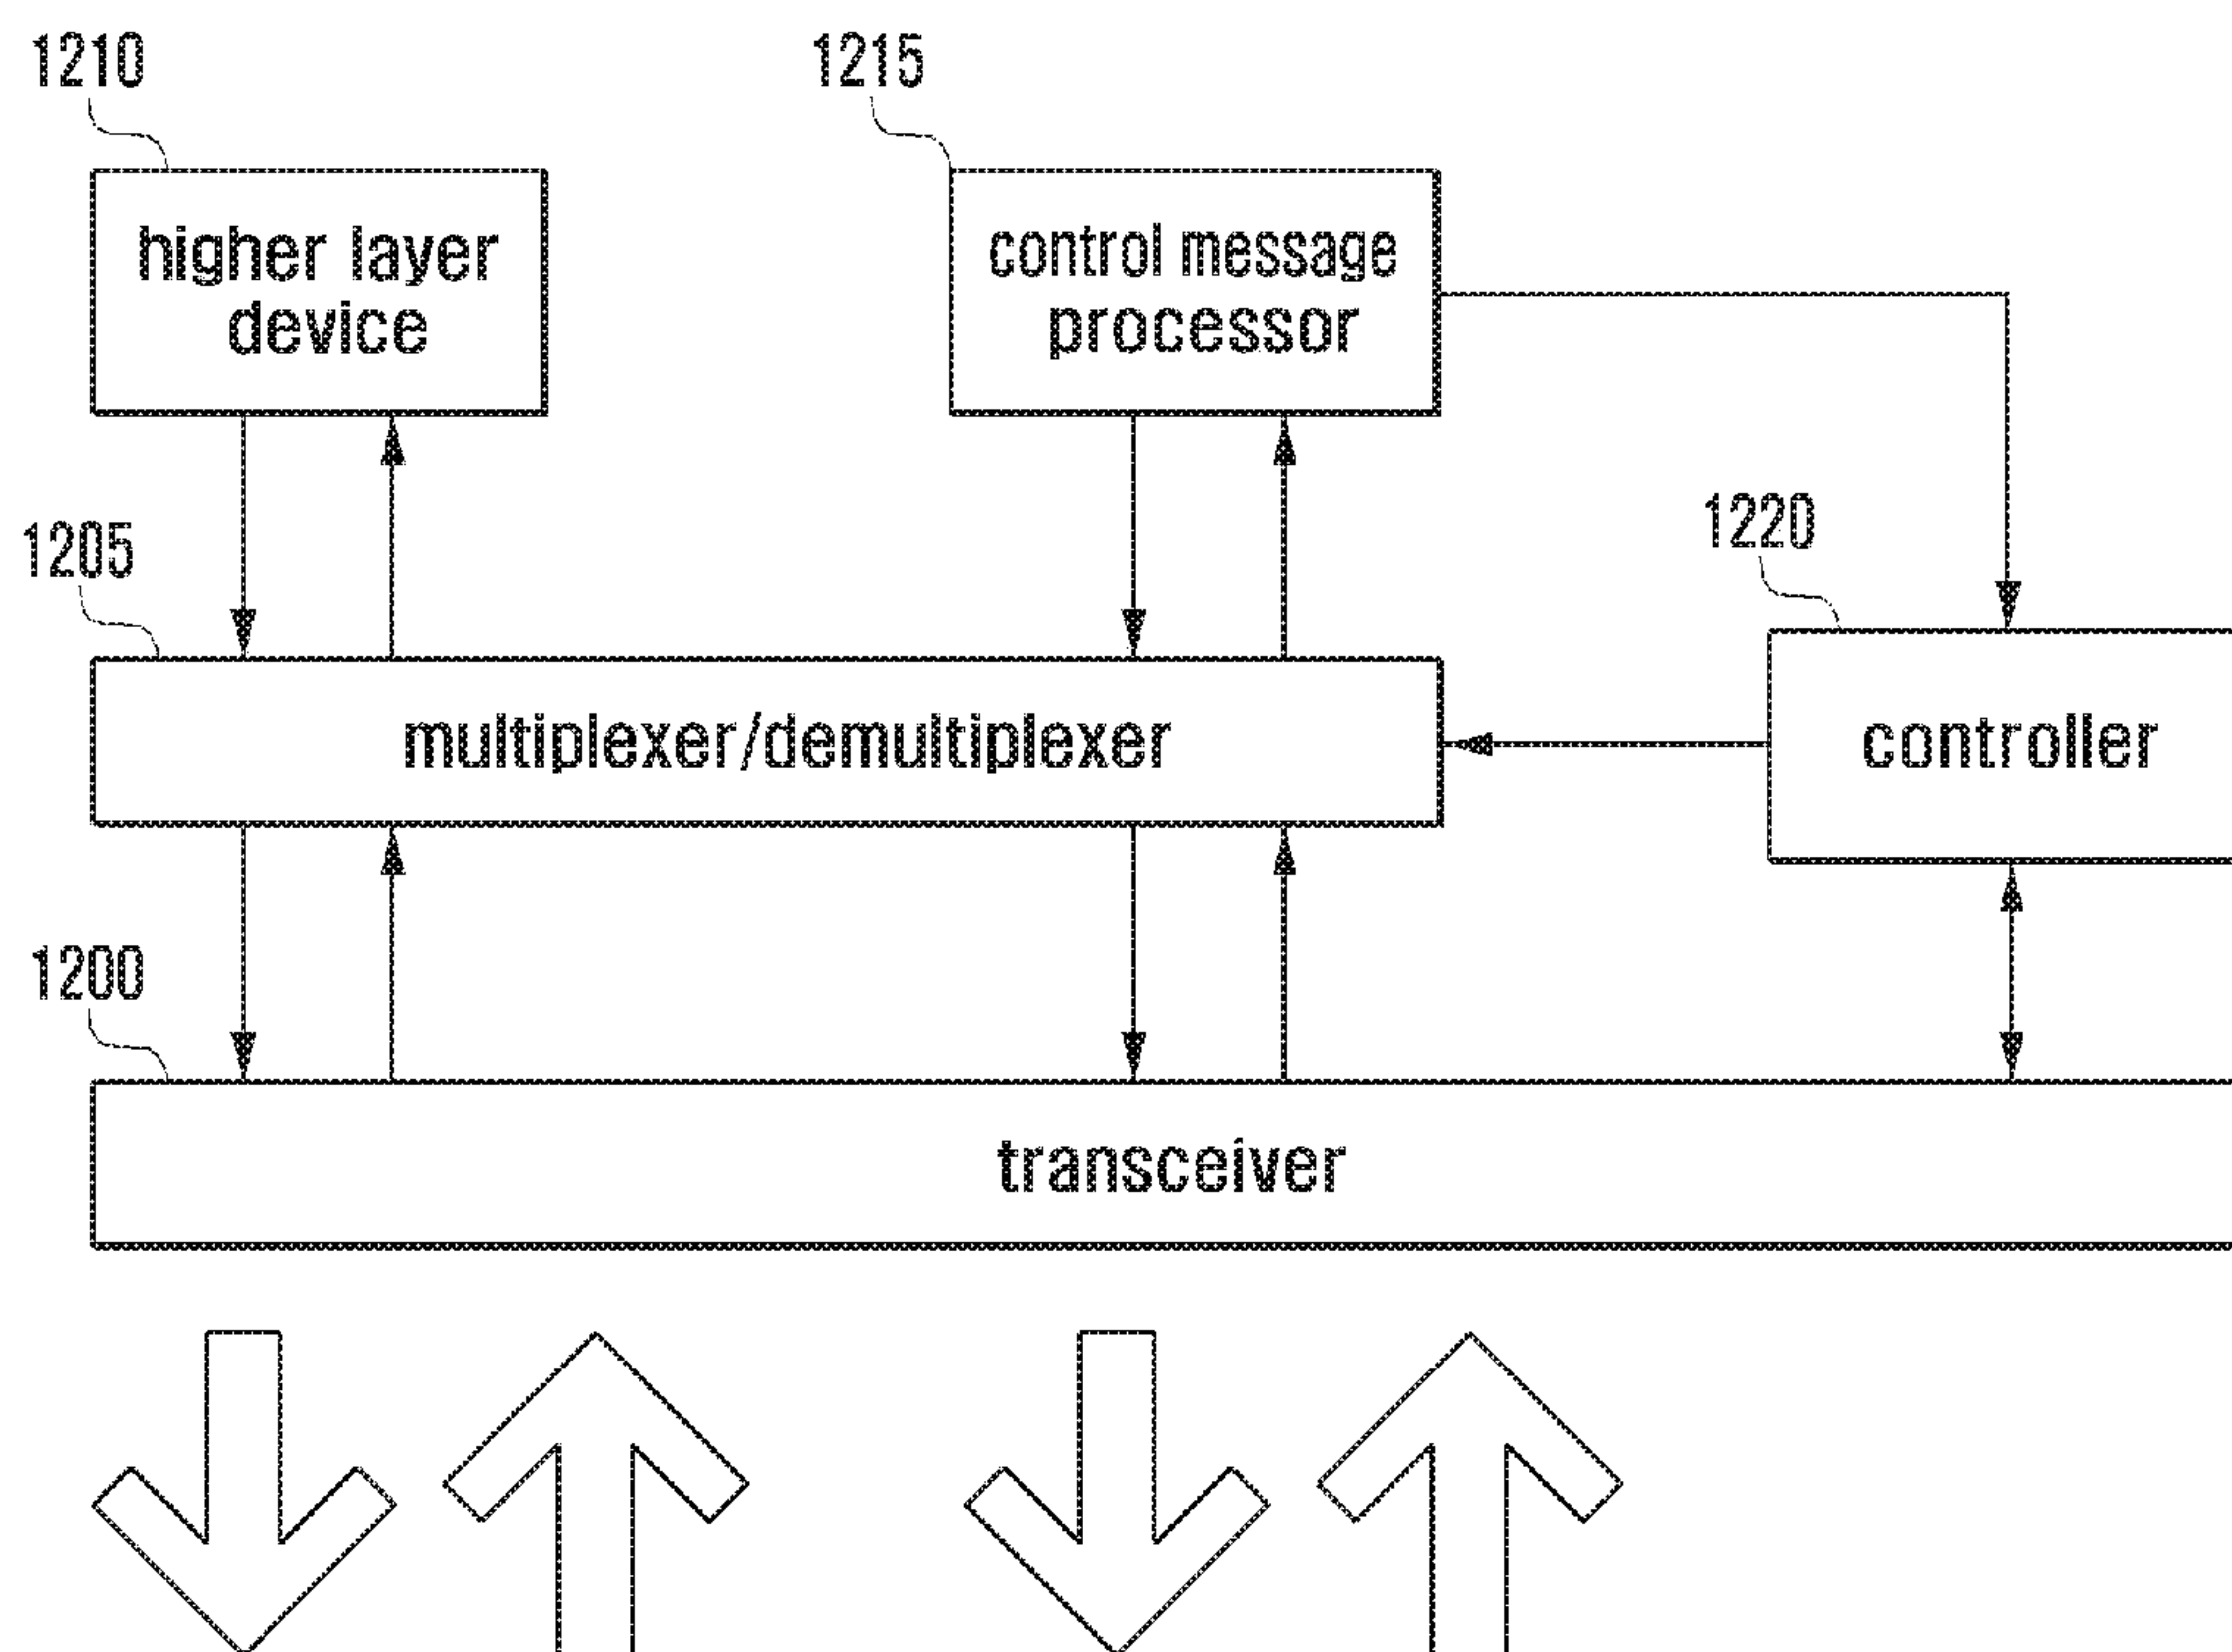 1210
1215
higher layer
device
control message
processor
1205
1220
multiplexer/demultiplexer
controller
1200
transceiver